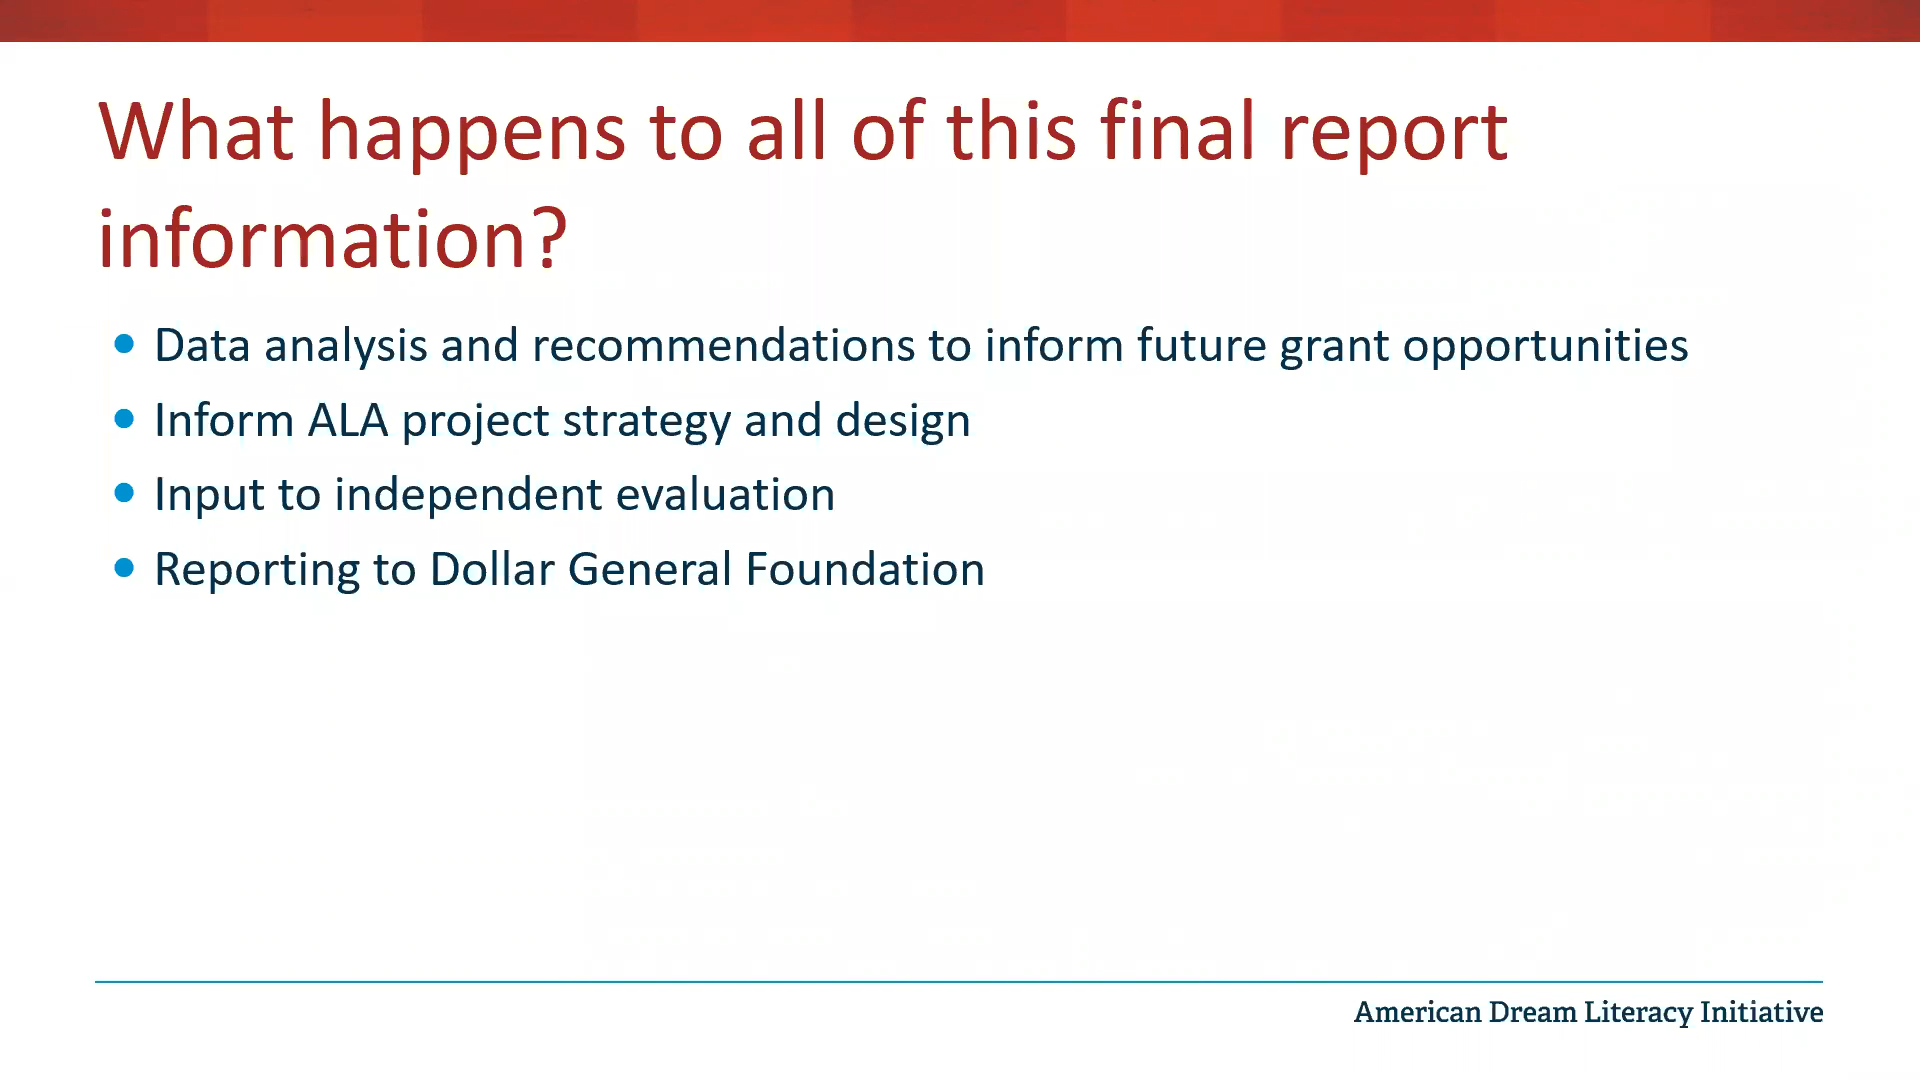 What happens to all of this final report
information?
• Data analysis and recommendations to inform future grant opportunities
• Inform ALA project strategy and design
• Input to independent evaluation
• Reporting to Dollar General Foundation
American Dream Literacy Initiative